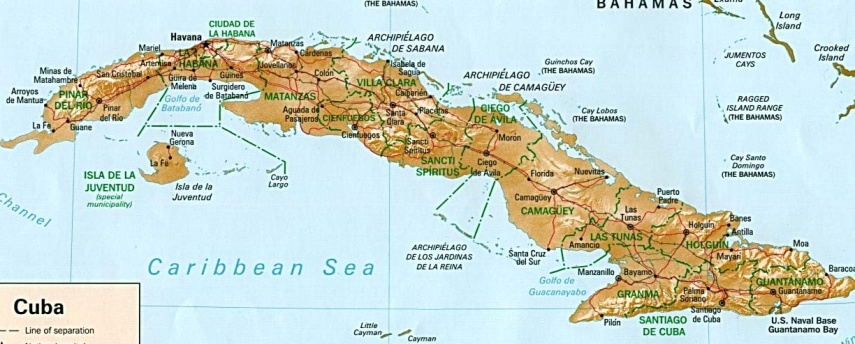 (THE BAHAMAS)
BAHAMAS
Long
Island
Crooked
Island
CIUDAD DE
LA HABANA
Havana
Mariel
Matanzas
Cárdenas
ARCHIPIÉLAGO
DE SABANA
Artemisa
LA
HABANA
Minas de
Matahambre
San Cristobal
Güira de
Melena
Güines
Jovellanos
Colón
Isabela de
Sagua
Guinchos Cay
(THE BAHAMAS)
JUMENTOS
CAYS
ARCHIPIÉLAGO
DE CAMAGÜEY
VILLA CLARA
Arroyos
de Mantua
PINAR
DEL RÍO
Pinar
del Río
Surgidero
de Batabanó
Golfo de
Batabanó
MATANZAS
Caibarién
Placetas
Santa
Clara
Aguada de
Pasajeros
CIENFUEGOS
Cienfuegos
CIEGO
DE ÁVILA
Cayo Lobos
(THE BAHAMAS)
RAGGED
ISLAND RANGE
(THE BAHAMAS)
La Fe
Guane
Nueva
Gerona
La Fe
Morón
Sancti
Spíritus
SANCTI
SPÍRITUS
Ciego
de Ávila
Cay Santo
Domingo
(THE BAHAMAS)
ISLA DE LA
JUVENTUD
(special
municipality)
Isla de la
Juventud
Cayo
Largo
Florida
Nuevitas
Camagüey
CAMAGÜEY
Puerto
Padre
Las
Tunas
LAS TUNAS
Banes
Antilla
Holguín
HOLGUÍN
Channel
Caribbean Sea
ARCHIPIÉLAGO
DE LOS JARDINAS
DE LA REINA
Santa Cruz
del Sur
Amancio
Mayarí
Moa
Baracoa
Golfo de
Guacanayabo
Manzanillo
Bayamo
GRANMA
Palma
Soriano
Santiago
de Cuba
GUANTÁNAMO
Guantánamo
Pilón
SANTIAGO
DE CUBA
U.S. Naval Base
Guantanamo Bay
Cuba
Line of separation
Little
Cayman
Cayman